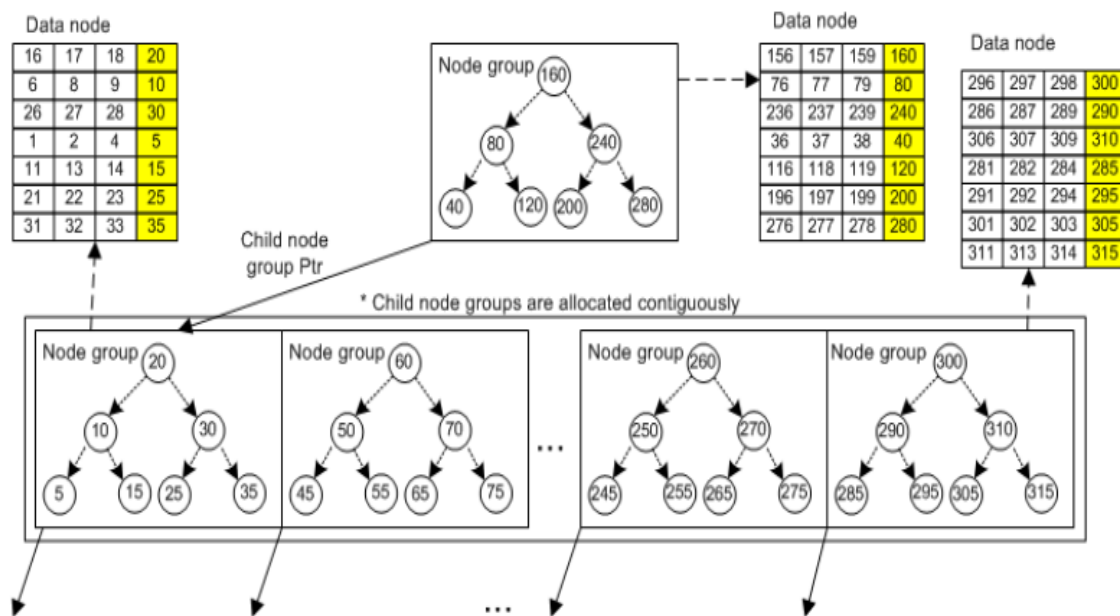 Data node
Data node
Data node
16 17 18 20
6 8 9 10
26 27 28 30
1 2 4 5
11 13 14 15
21 22 23 25
31 32 33 35
Node group
160
80 240
40 120 200 280
156 157 159 160
76 77 79 80
236 237 239 240
36 37 38 40
116 118 119 120
196 197 199 200
276 277 278 280
296 297 298 300
286 287 289 290
306 307 309 310
281 282 284 285
291 292 294 295
301 302 303 305
311 313 314 315
Child node
group Ptr
* Child node groups are allocated contiguously
Node group
20
10 30
5 15 25 35
Node group
60
50 70
45 55 65 75
...
Node group
260
250 270
245 255 265 275
Node group
300
290 310
285 295 305 315
...